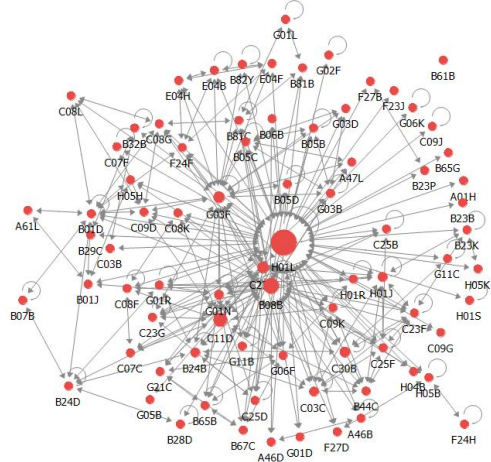 G01L
G02F
B61B
E04H
E04B
B82Y
E04F
B81B
F27B
F23J
G06K
C09J
C08L
B32B
C08G
C07F
F24F
B81C
B06B
B05C
B05B
G03D
B65G
A47L
B23P
A01H
H05H
B05D
G03F
G03B
B23B
A61L
B01D
C09D
C08K
B29C
C03B
C25B
B23K
H01L
G11C
H05K
B07B
B01J
C08F
G01R
G01N
B08B
H01R
H01J
H01S
C23G
C11D
C09K
C23F
C09G
C07C
B24B
G11B
G06F
C30B
C25F
B24D
G21C
H04B
H05B
G05B
B65B
C25D
C03C
B44C
B28D
B67C
A46D
G01D
F27D
A46B
F24H